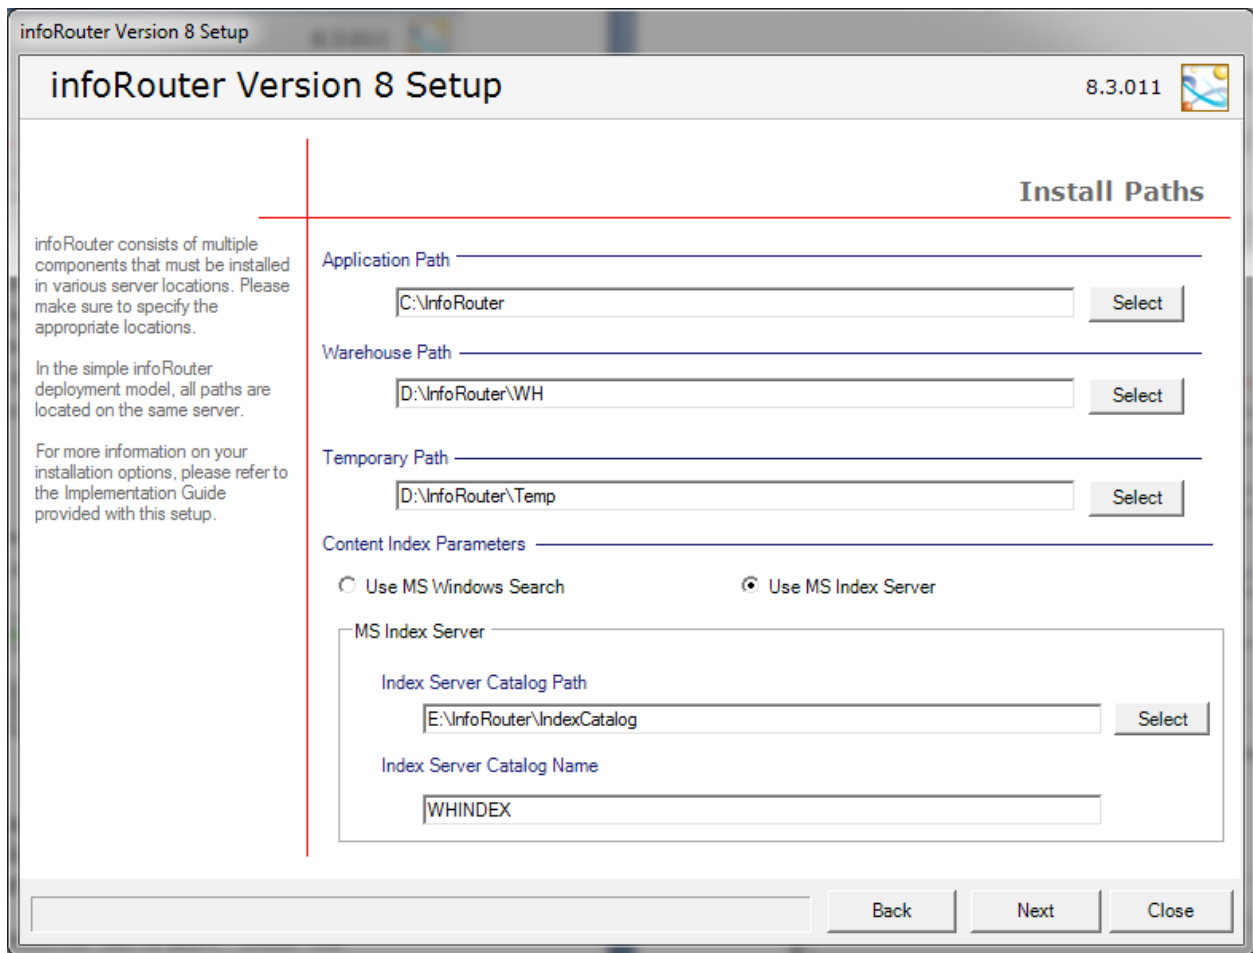 infoRouter Version 8 Setup
infoRouter Version 8 Setup
8.3.011
Install Paths
infoRouter consists of multiple
components that must be installed
in various server locations. Please
make sure to specify the
appropriate locations.
In the simple infoRouter
deployment model, all paths are
located on the same server.
For more information on your
installation options, please refer to
the Implementation Guide
provided with this setup.
Application Path
C:\InfoRouter
Select
Warehouse Path
D:\InfoRouter\WH
Select
Temporary Path
D:\InfoRouter\Temp
Select
Content Index Parameters
Use MS Windows Search
Use MS Index Server
MS Index Server
Index Server Catalog Path
E:\InfoRouter\IndexCatalog
Select
Index Server Catalog Name
WHINDEX
Back
Next
Close